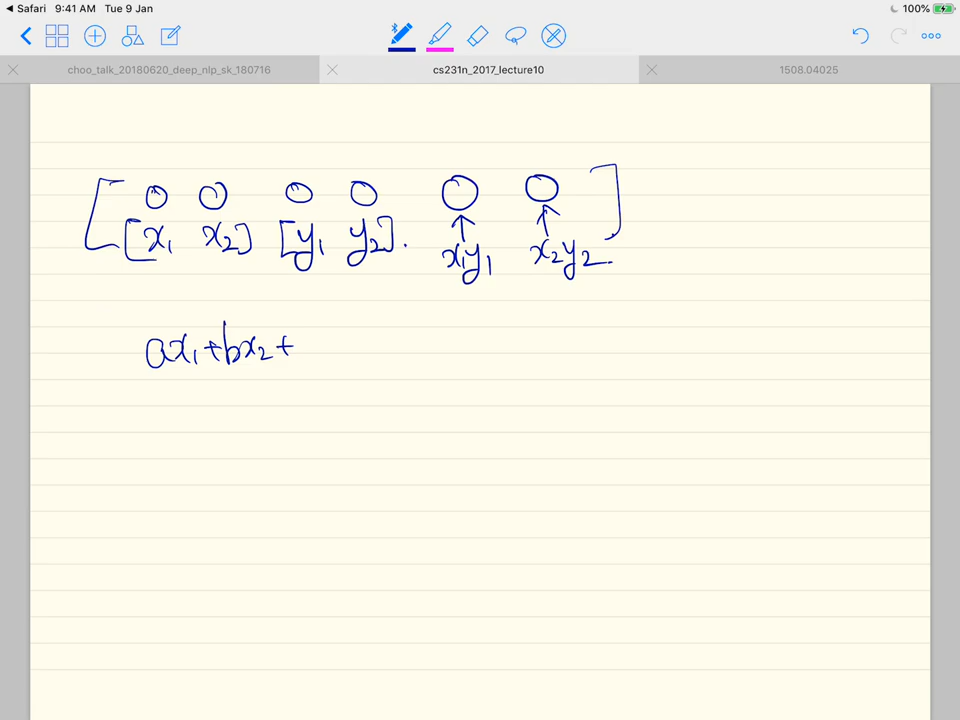 Safari 9:41 AM Tue 9 Jan 100%
choo_talk_20180620_deep_nlp_sk_180716 cs231n_2017_lecture10 1508.04025
[x₁ x₂] [y₁ y₂]. x₁y₁ x₂y₂.
ax₁+bx₂+